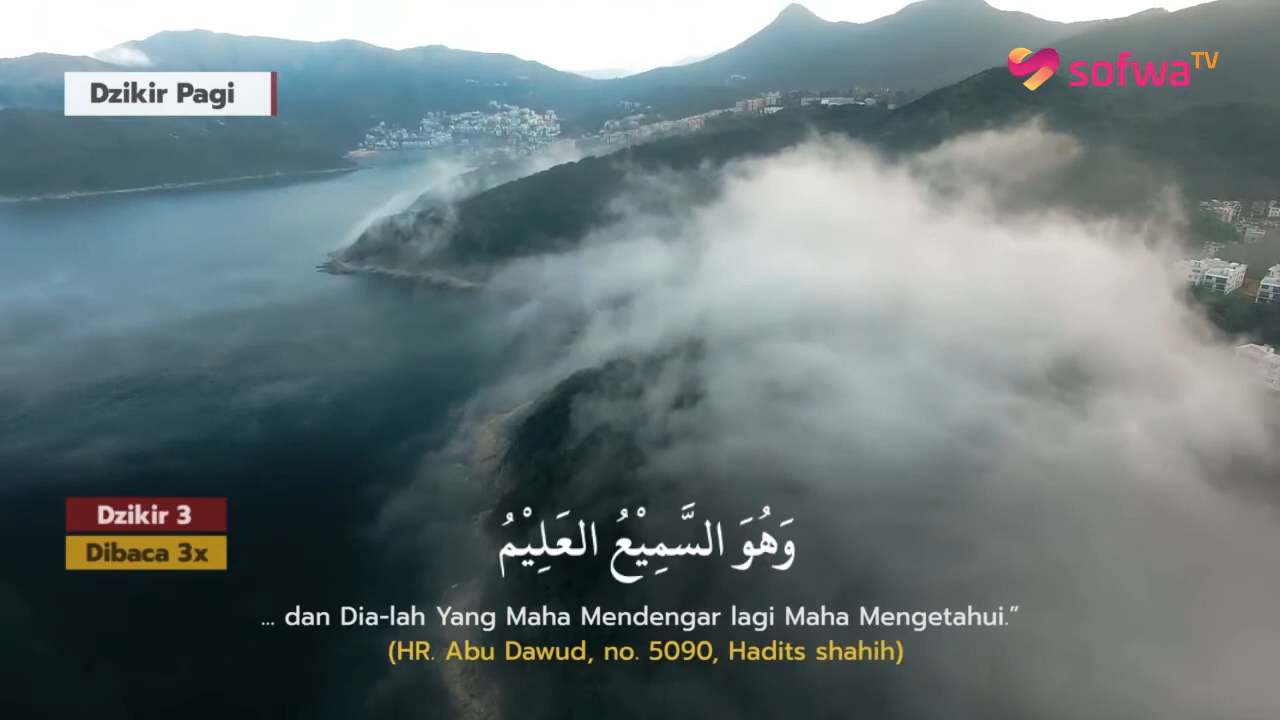 Dzikir Pagi
sofwaTV
Dzikir 3
Dibaca 3x
وَهُوَ السَّمِيْعُ العَلِيْمُ
... dan Dia-lah Yang Maha Mendengar lagi Maha Mengetahui.”
(HR. Abu Dawud, no. 5090, Hadits shahih)